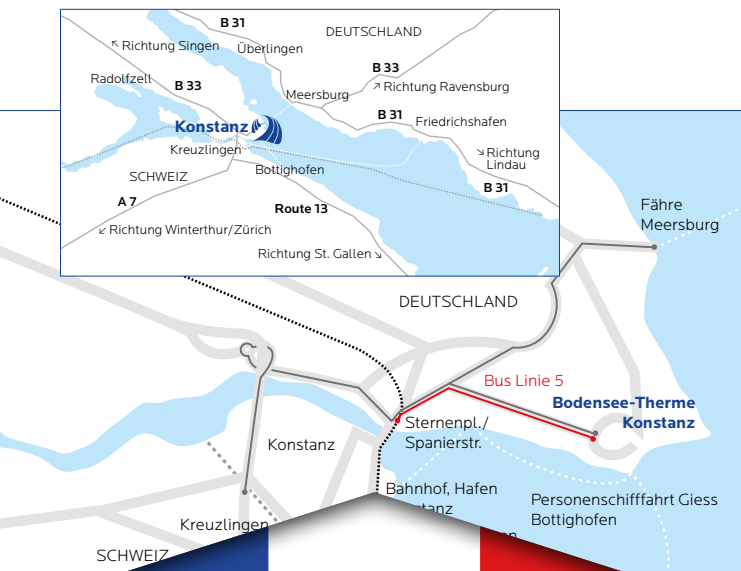 B 31
DEUTSCHLAND
Richtung Singen
Überlingen
Radolfzell
B 33
B 33
Richtung Ravensburg
Meersburg
B 31
Friedrichshafen
Konstanz
Kreuzlingen
Richtung
Lindau
SCHWEIZ
Bottighofen
B 31
A 7
Route 13
Richtung Winterthur/Zürich
Richtung St. Gallen
Fähre
Meersburg
DEUTSCHLAND
Bus Linie 5
Bodensee-Therme
Konstanz
Sternenpl./
Spanierstr.
Konstanz
Bahnhof, Hafen
Personenschifffahrt Giess
Bottighofen
Kreuzlingen
SCHWEIZ